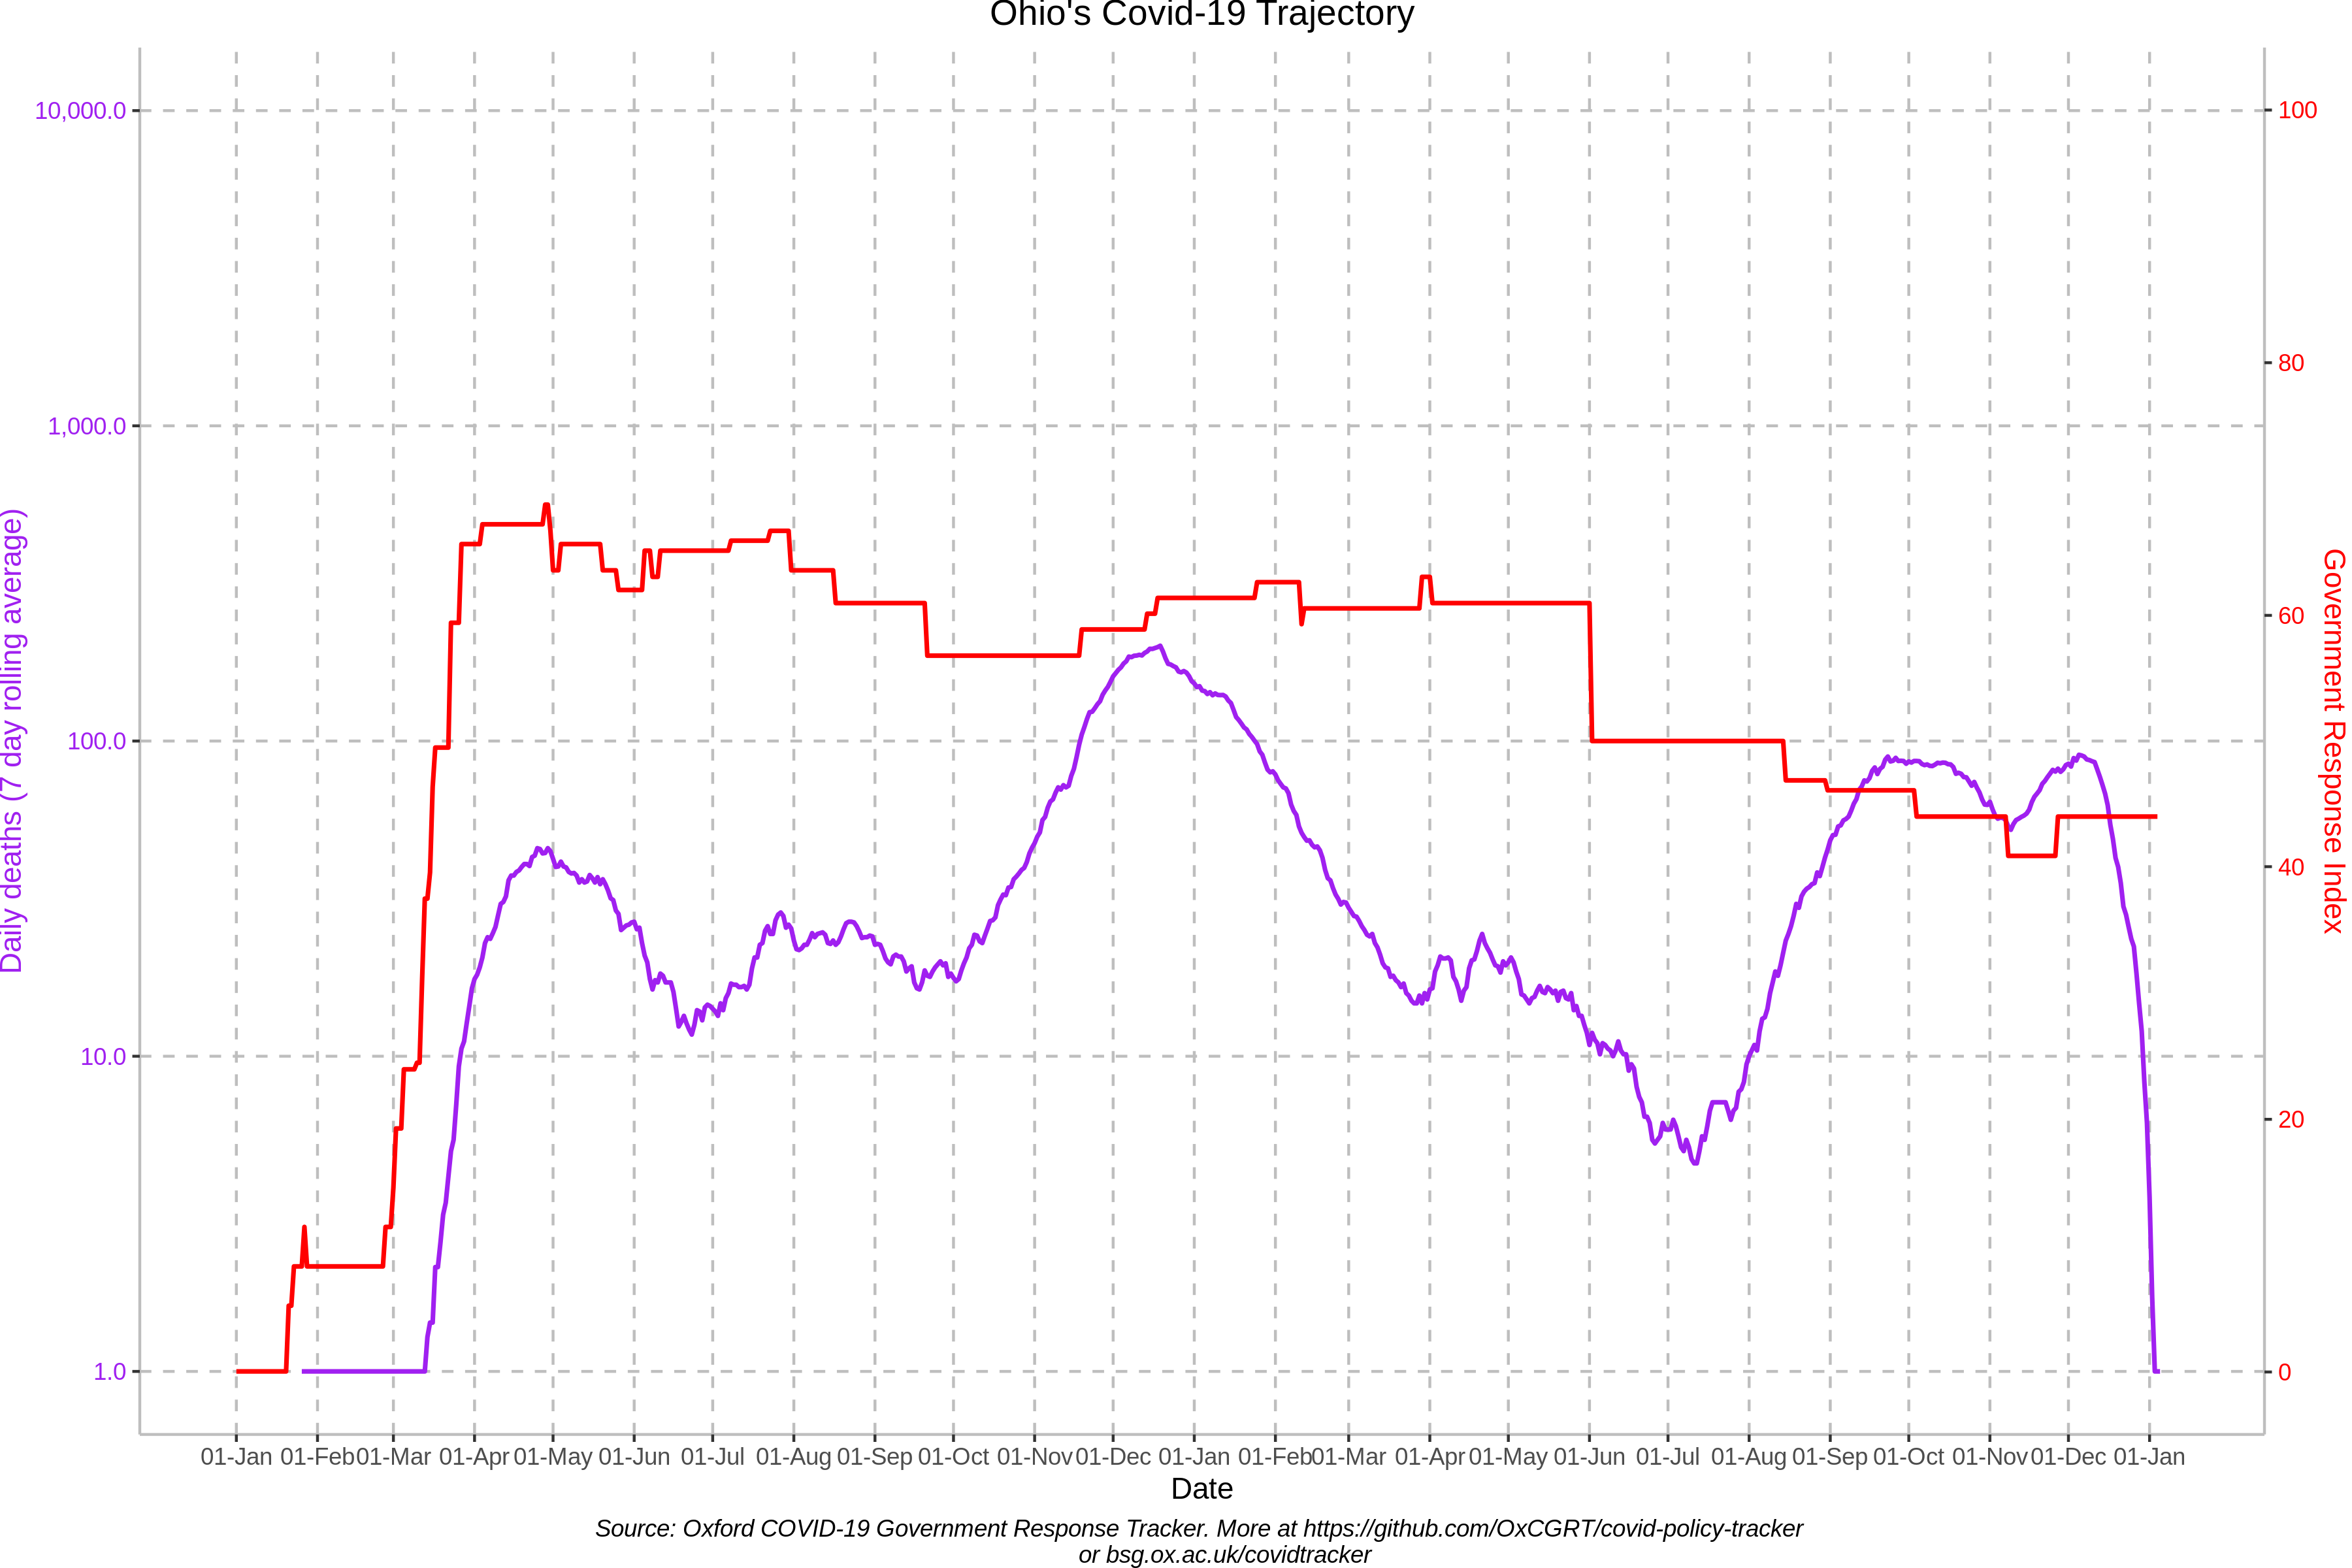 Ohio's Covid-19 Trajectory
10,000.0
1,000.0
100.0
10.0
1.0
Daily deaths (7 day rolling average)
100
80
60
40
20
0
Government Response Index
01-Jan 01-Feb 01-Mar 01-Apr 01-May 01-Jun 01-Jul 01-Aug 01-Sep 01-Oct 01-Nov 01-Dec 01-Jan 01-Feb 01-Mar 01-Apr 01-May 01-Jun 01-Jul 01-Aug 01-Sep 01-Oct 01-Nov 01-Dec 01-Jan
Date
Source: Oxford COVID-19 Government Response Tracker. More at https://github.com/OxCGRT/covid-policy-tracker
or bsg.ox.ac.uk/covidtracker